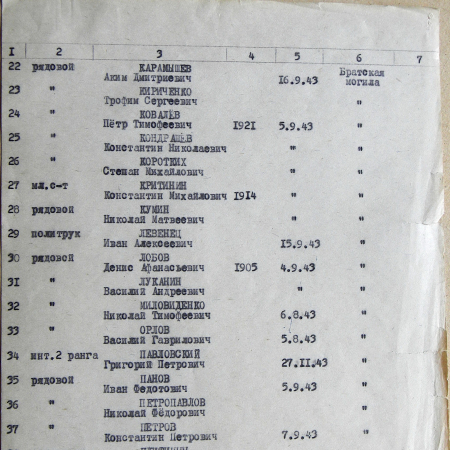 I 2 3 4 5 6 7
22 рядовой КАРАМЫШЕВ Братская
Аким Дмитриевич 16.9.43 могила
23 " КИРИЧЕНКО
Трофим Сергеевич "
24 " КОВАЛЁВ
Пётр Тимофеевич 1921 5.9.43 "
25 " КОНДРАШЕВ
Константин Николаевич " "
26 " КОРОТКИХ
Степан Михайлович " "
27 мл.с-т КРИТИНИН
Константин Михайлович 1914 " "
28 рядовой КУМИН
Николай Матвеевич " "
29 политрук ЛЕВЕНЕЦ
Иван Алексеевич 15.9.43 "
30 рядовой ЛОБОВ
Денис Афанасьевич 1905 4.9.43 "
31 " ЛУКАНИН
Василий Андреевич " "
32 " МИЛОВИДЕНКО
Николай Тимофеевич 6.8.43 "
33 " ОРЛОВ
Василий Гаврилович 5.8.43 "
34 инт.2 ранга ПАВЛОВСКИЙ
Григорий Петрович 27.II.43 "
35 рядовой ПАНОВ
Иван Федотович 5.9.43 "
36 " ПЕТРОПАВЛОВ
Николай Фёдорович "
37 " ПЕТРОВ
Константин Петрович 7.9.43 "